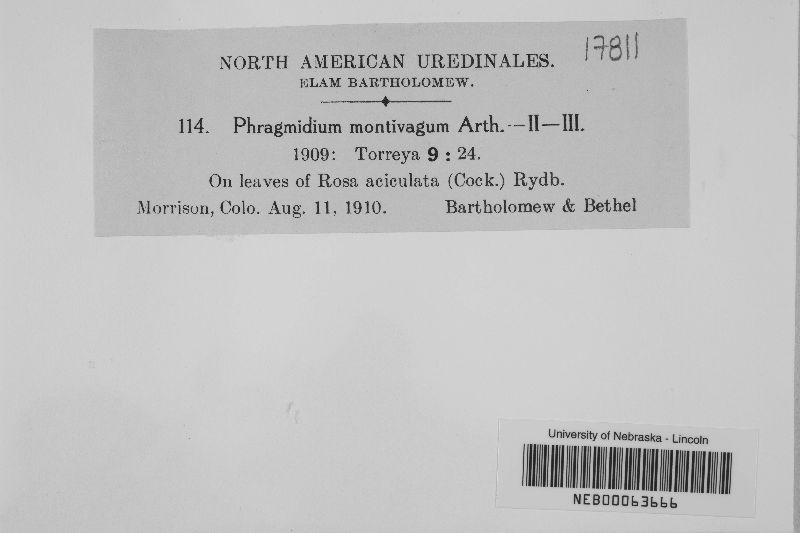 NORTH AMERICAN UREDINALES.
17811
ELAM BARTHOLOMEW.
114. Phragmidium montivagum Arth.—II—III.
1909: Torreya 9 : 24.
On leaves of Rosa aciculata (Cock.) Rydb.
Morrison, Colo. Aug. 11, 1910. Bartholomew & Bethel
University of Nebraska - Lincoln
NEB00063666